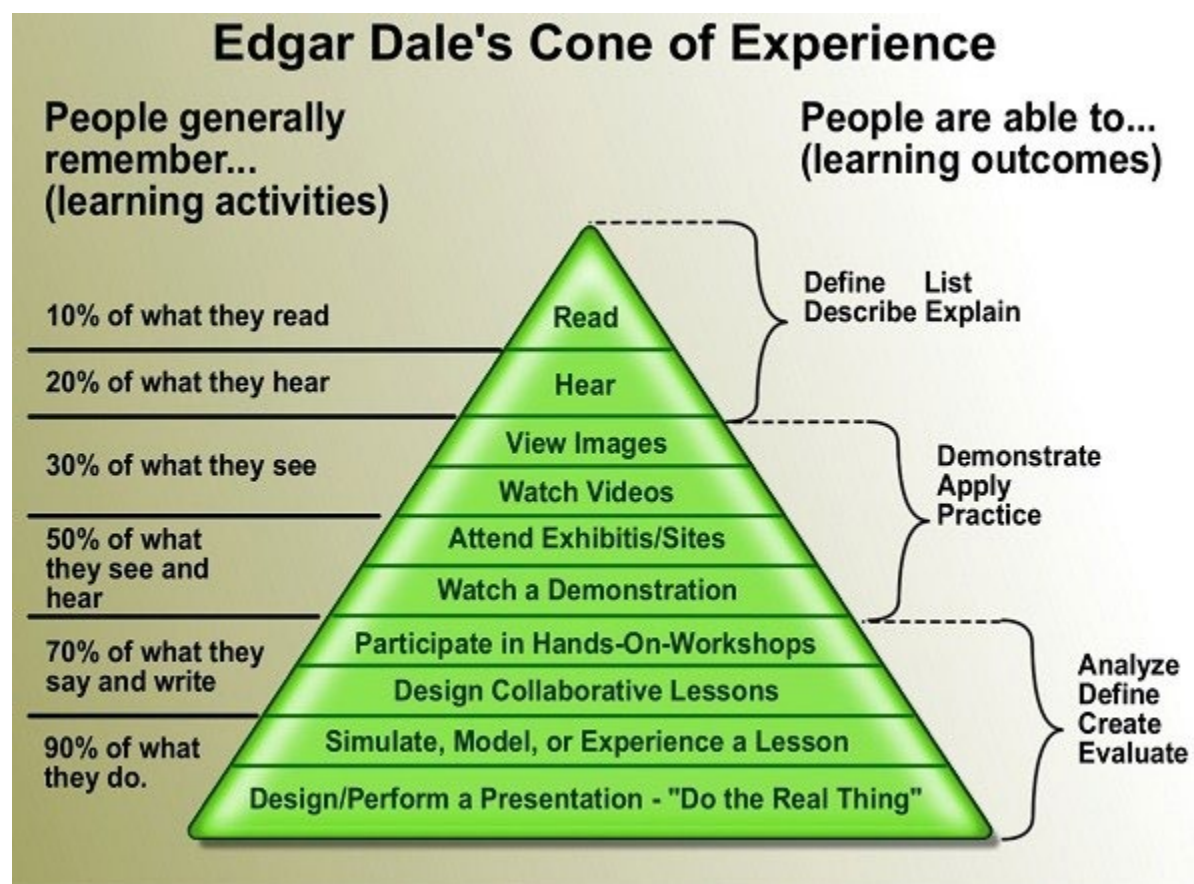 Edgar Dale's Cone of Experience
People generally
remember...
(learning activities)
People are able to...
(learning outcomes)
10% of what they read
20% of what they hear
30% of what they see
50% of what
they see and
hear
70% of what they
say and write
90% of what
they do.
Read
Hear
View Images
Watch Videos
Attend Exhibitis/Sites
Watch a Demonstration
Participate in Hands-On-Workshops
Design Collaborative Lessons
Simulate, Model, or Experience a Lesson
Design/Perform a Presentation - "Do the Real Thing"
Define List
Describe Explain
Demonstrate
Apply
Practice
Analyze
Define
Create
Evaluate